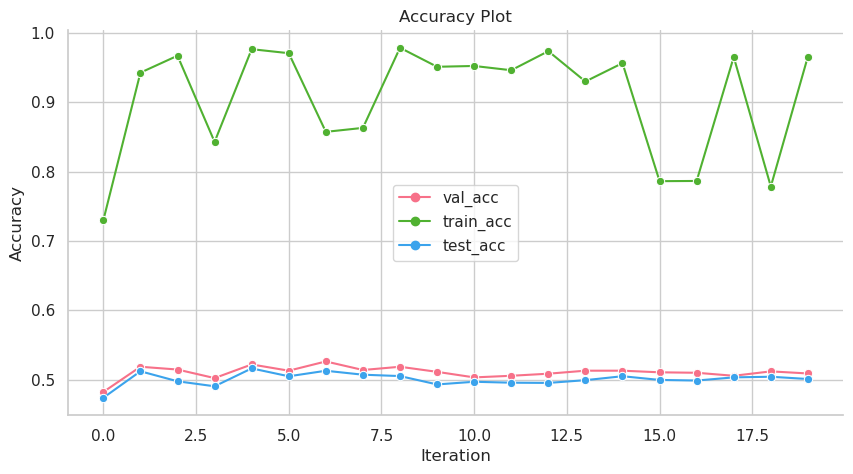 Accuracy Plot
1.0
0.9
0.8
0.7
0.6
0.5
Accuracy
val_acc
train_acc
test_acc
0.0 2.5 5.0 7.5 10.0 12.5 15.0 17.5
Iteration